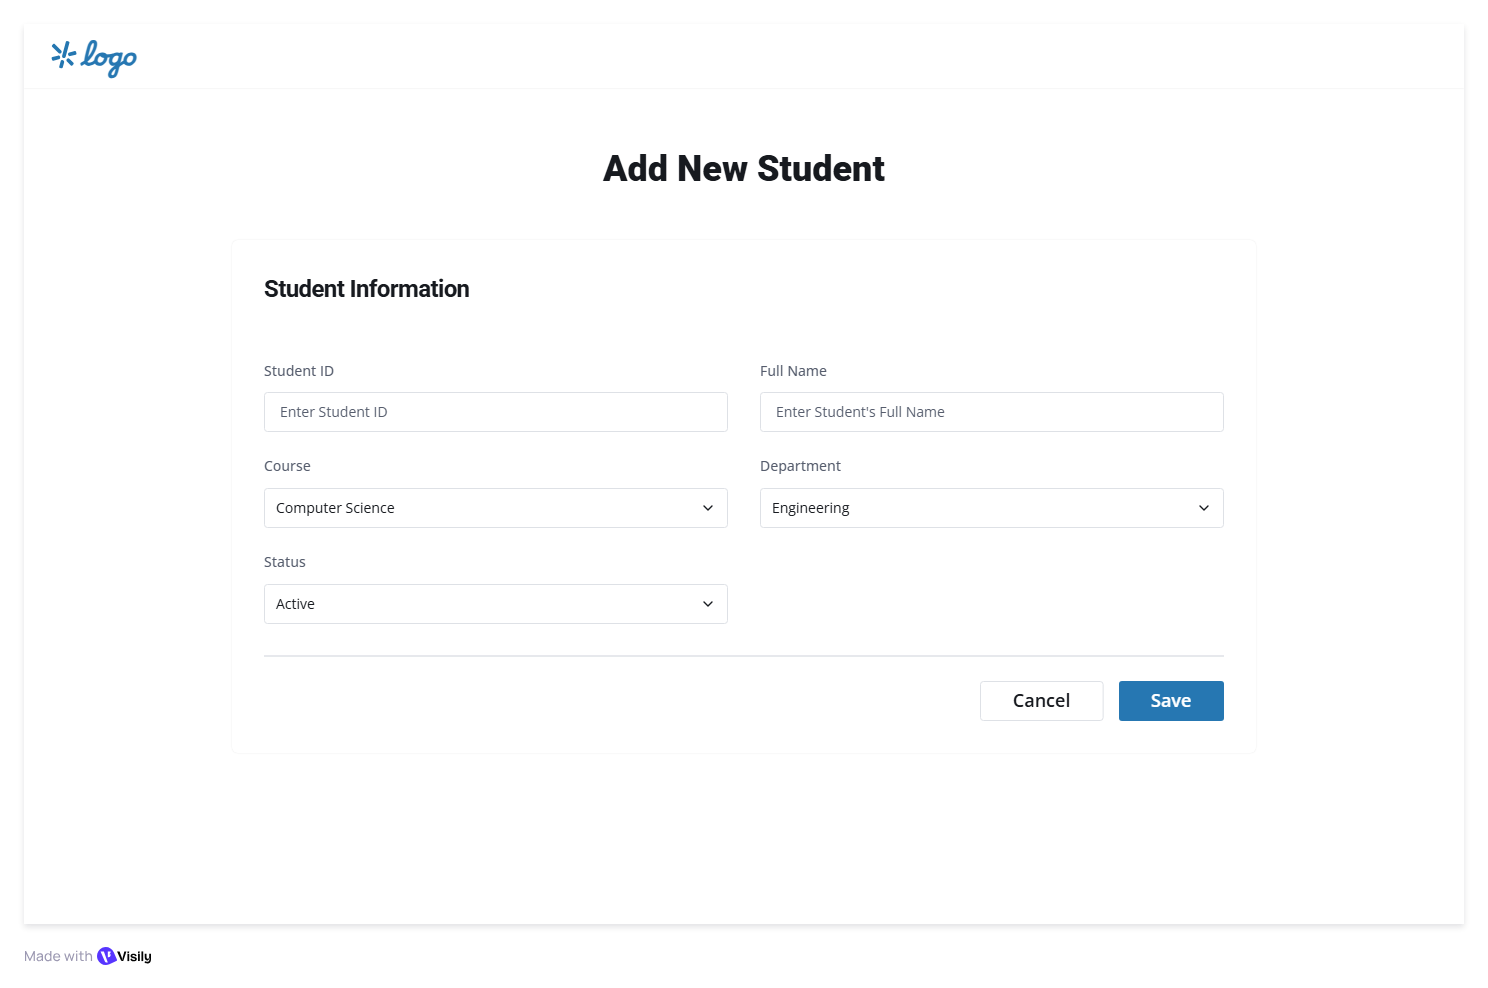 logo
Add New Student
Student Information
Student ID
Full Name
Enter Student ID
Enter Student's Full Name
Course
Department
Computer Science
Engineering
Status
Active
Cancel
Save
Made with Visily